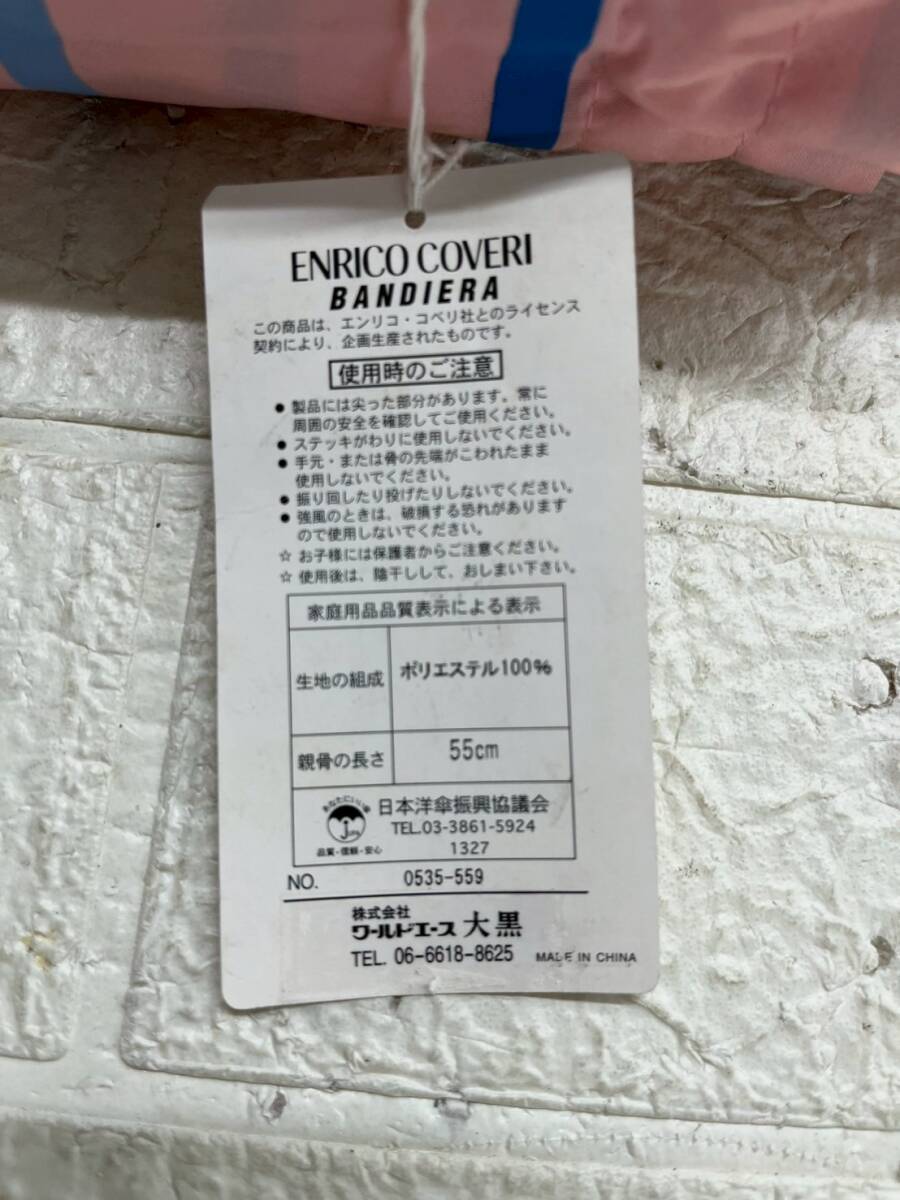 ENRICO COVERI
BANDIERA
この商品は、エンリコ・コベリ社とのライセンス
契約により、企画生産されたものです。
使用時のご注意
● 製品には尖った部分があります。常に
周囲の安全を確認してご使用ください。
● ステッキがわりに使用しないでください。
● 手元・または骨の先端がこわれたまま
使用しないでください。
● 振り回したり投げたりしないでください。
● 強風のときは、破損する恐れがあります
ので使用しないでください。
☆ お子様には保護者からご注意ください。
☆ 使用後は、陰干しして、おしまい下さい。
家庭用品品質表示による表示
生地の組成 ポリエステル100%
親骨の長さ 55cm
あなたにいい傘
品質・信頼・安心
日本洋傘振興協議会
TEL.03-3861-5924
1327
NO. 0535-559
株式会社
ワールドエース 大黒
TEL. 06-6618-8625 MADE IN CHINA